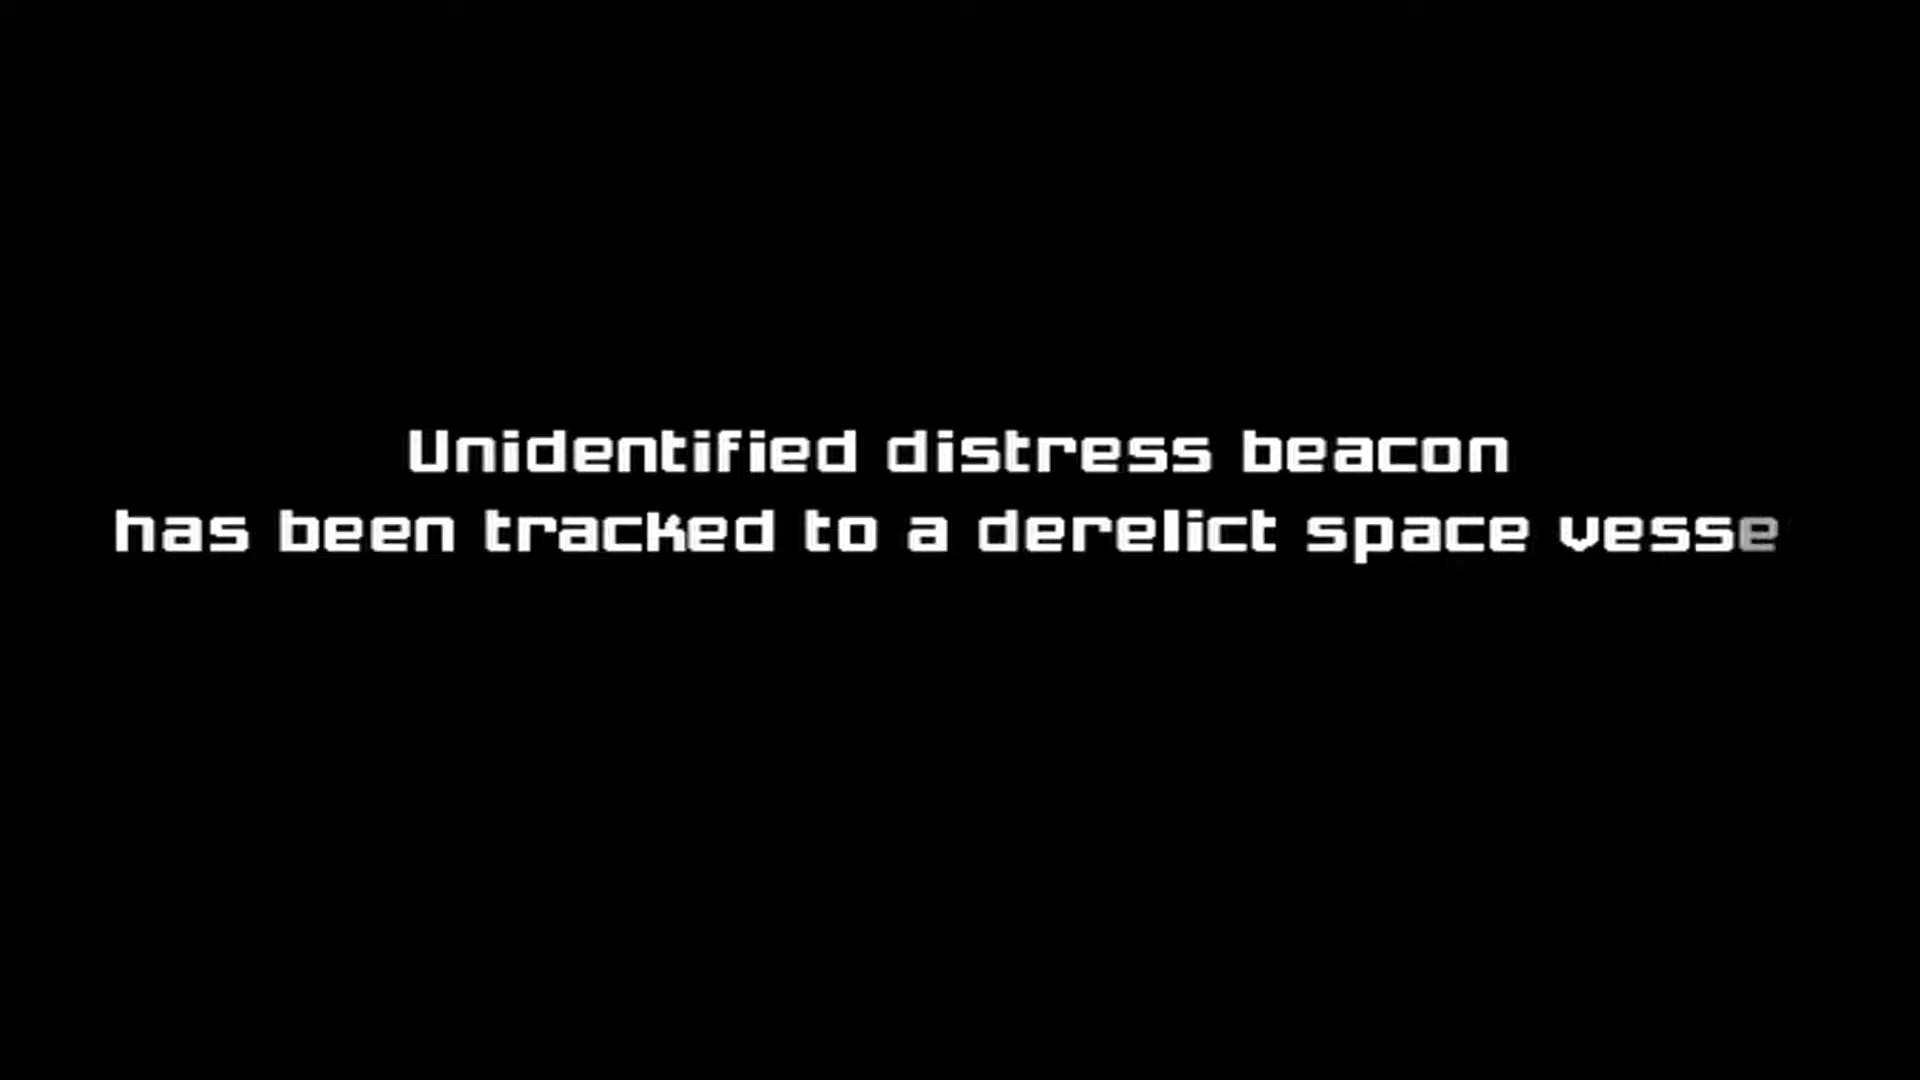 Unidentified distress beacon
has been tracked to a derelict space vesse